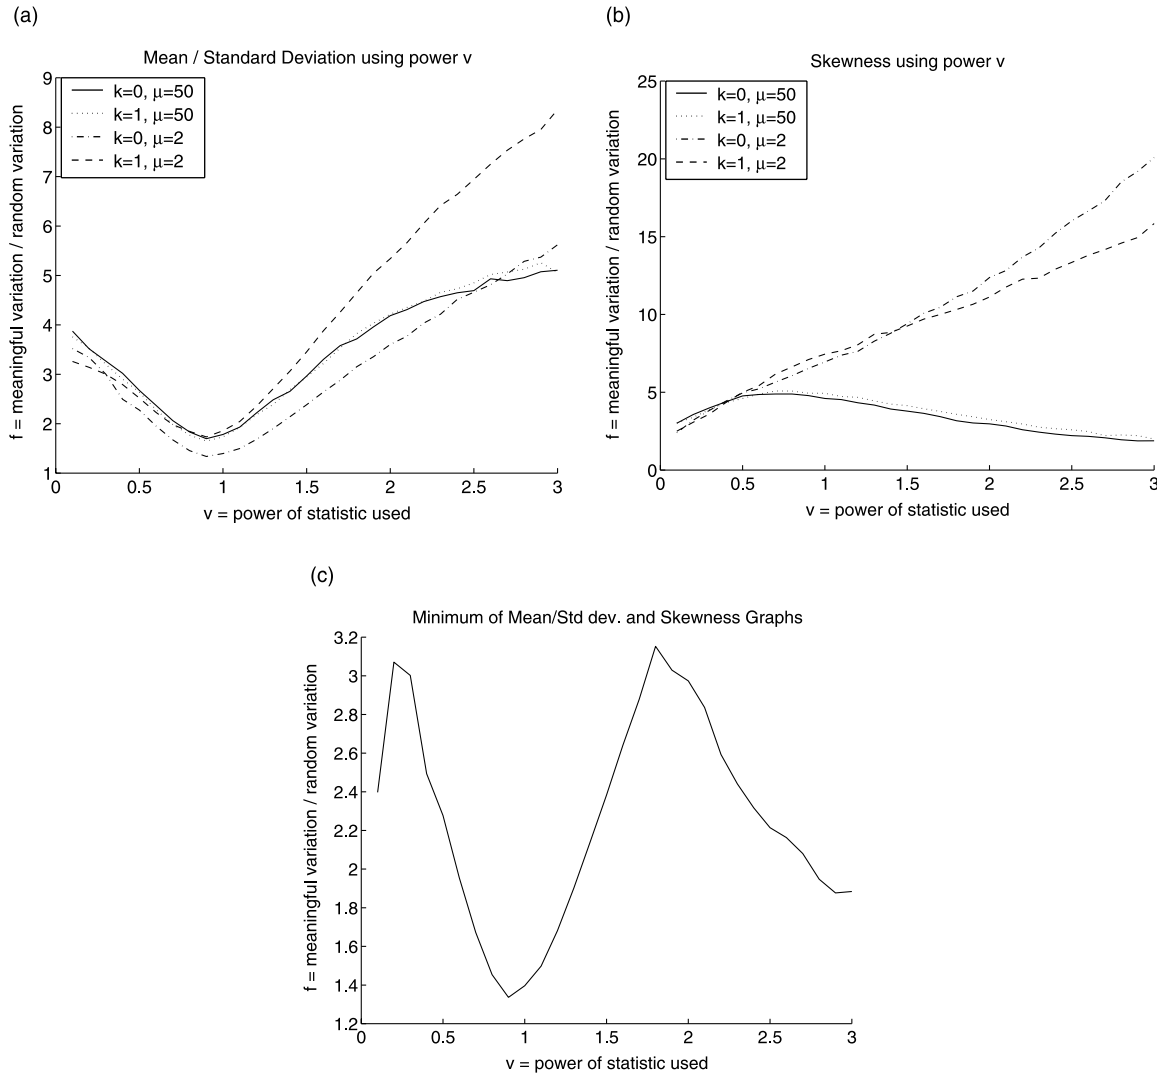 (a)
Mean / Standard Deviation using power v
f = meaningful variation / random variation
9
8
7
6
5
4
3
2
1
k=0, μ=50
k=1, μ=50
k=0, μ=2
k=1, μ=2
0 0.5 1 1.5 2 2.5 3
v = power of statistic used
(b)
Skewness using power v
f = meaningful variation / random variation
25
20
15
10
5
0
k=0, μ=50
k=1, μ=50
k=0, μ=2
k=1, μ=2
0 0.5 1 1.5 2 2.5 3
v = power of statistic used
(c)
Minimum of Mean/Std dev. and Skewness Graphs
f = meaningful variation / random variation
3.2
3
2.8
2.6
2.4
2.2
2
1.8
1.6
1.4
1.2
0 0.5 1 1.5 2 2.5 3
v = power of statistic used